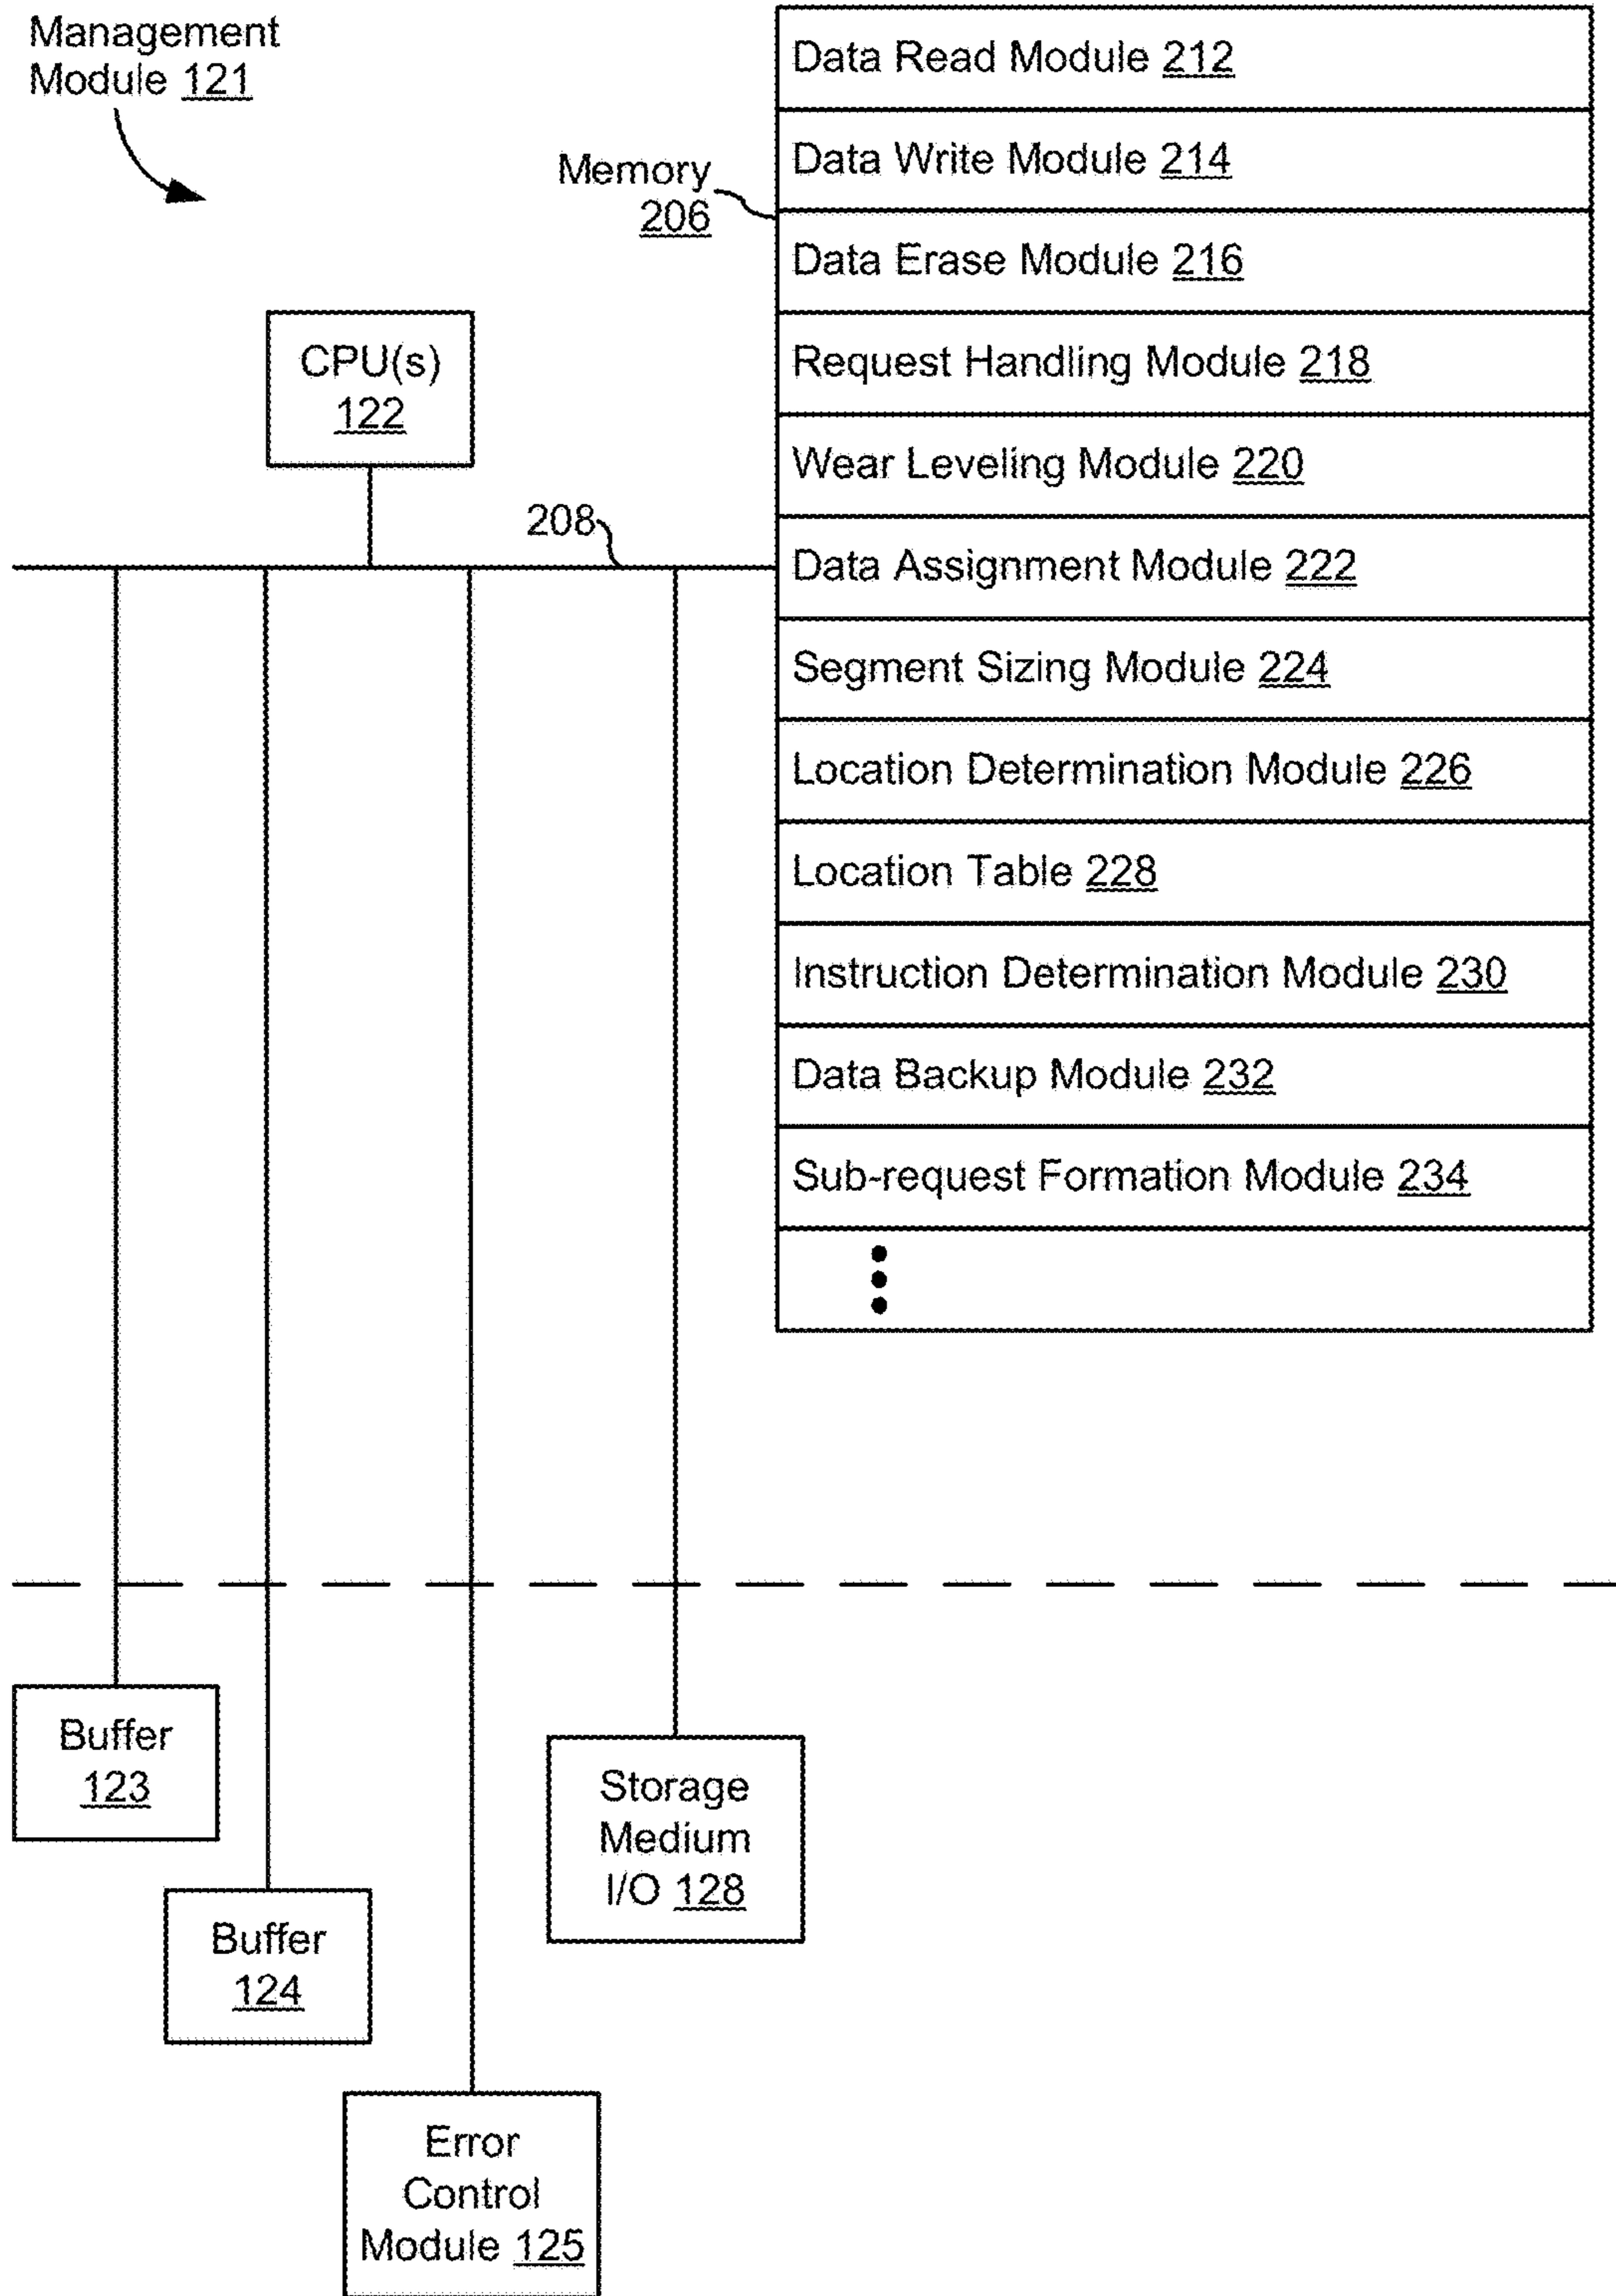 Management
Module 121
Memory
206
CPU(s)
122
208
Data Read Module 212
Data Write Module 214
Data Erase Module 216
Request Handling Module 218
Wear Leveling Module 220
Data Assignment Module 222
Segment Sizing Module 224
Location Determination Module 226
Location Table 228
Instruction Determination Module 230
Data Backup Module 232
Sub-request Formation Module 234
Buffer
123
Buffer
124
Storage
Medium
I/O 128
Error
Control
Module 125